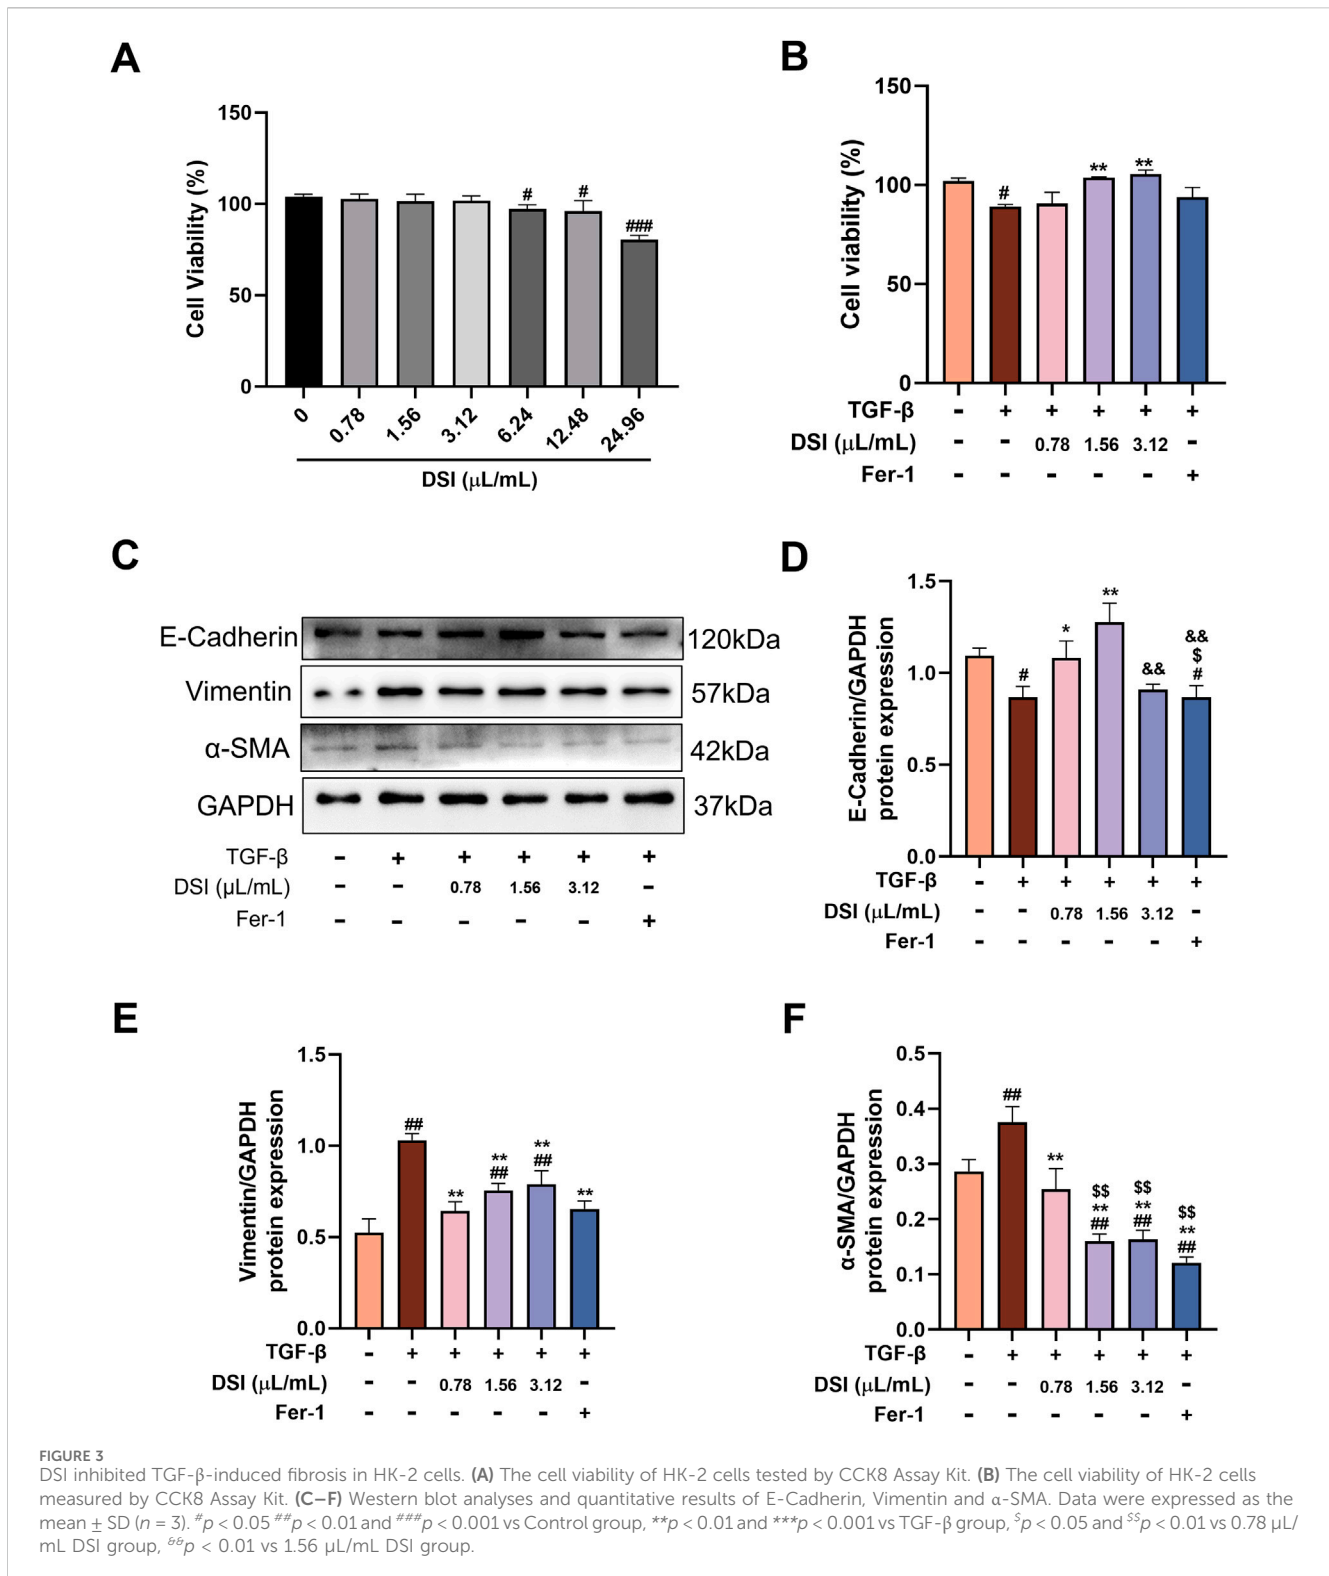 A
150
100
50
0
Cell Viability (%)
#
#
###
0
0.78
1.56
3.12
6.24
12.48
24.96
DSI (μL/mL)
B
150
100
50
0
Cell viability (%)
#
**
**
TGF-β - + + + + +
DSI (μL/mL) - - 0.78 1.56 3.12 -
Fer-1 - - - - - +
C
E-Cadherin 120kDa
Vimentin 57kDa
α-SMA 42kDa
GAPDH 37kDa
TGF-β - + + + + +
DSI (μL/mL) - - 0.78 1.56 3.12 -
Fer-1 - - - - - +
D
1.5
1.0
0.5
0.0
E-Cadherin/GAPDH
protein expression
#
*
**
&&
&&
$
#
TGF-β - + + + + +
DSI (μL/mL) - - 0.78 1.56 3.12 -
Fer-1 - - - - - +
E
1.5
1.0
0.5
0.0
Vimentin/GAPDH
protein expression
##
**
**
##
**
##
**
TGF-β - + + + + +
DSI (μL/mL) - - 0.78 1.56 3.12 -
Fer-1 - - - - - +
F
0.5
0.4
0.3
0.2
0.1
0.0
α-SMA/GAPDH
protein expression
##
**
$$
**
##
$$
**
##
$$
**
##
TGF-β - + + + + +
DSI (μL/mL) - - 0.78 1.56 3.12 -
Fer-1 - - - - - +
FIGURE 3
DSI inhibited TGF-β-induced fibrosis in HK-2 cells. (A) The cell viability of HK-2 cells tested by CCK8 Assay Kit. (B) The cell viability of HK-2 cells
measured by CCK8 Assay Kit. (C–F) Western blot analyses and quantitative results of E-Cadherin, Vimentin and α-SMA. Data were expressed as the
mean ± SD (n = 3). #p < 0.05 ##p < 0.01 and ###p < 0.001 vs Control group, **p < 0.01 and ***p < 0.001 vs TGF-β group, $p < 0.05 and $$p < 0.01 vs 0.78 μL/
mL DSI group, &&p < 0.01 vs 1.56 μL/mL DSI group.